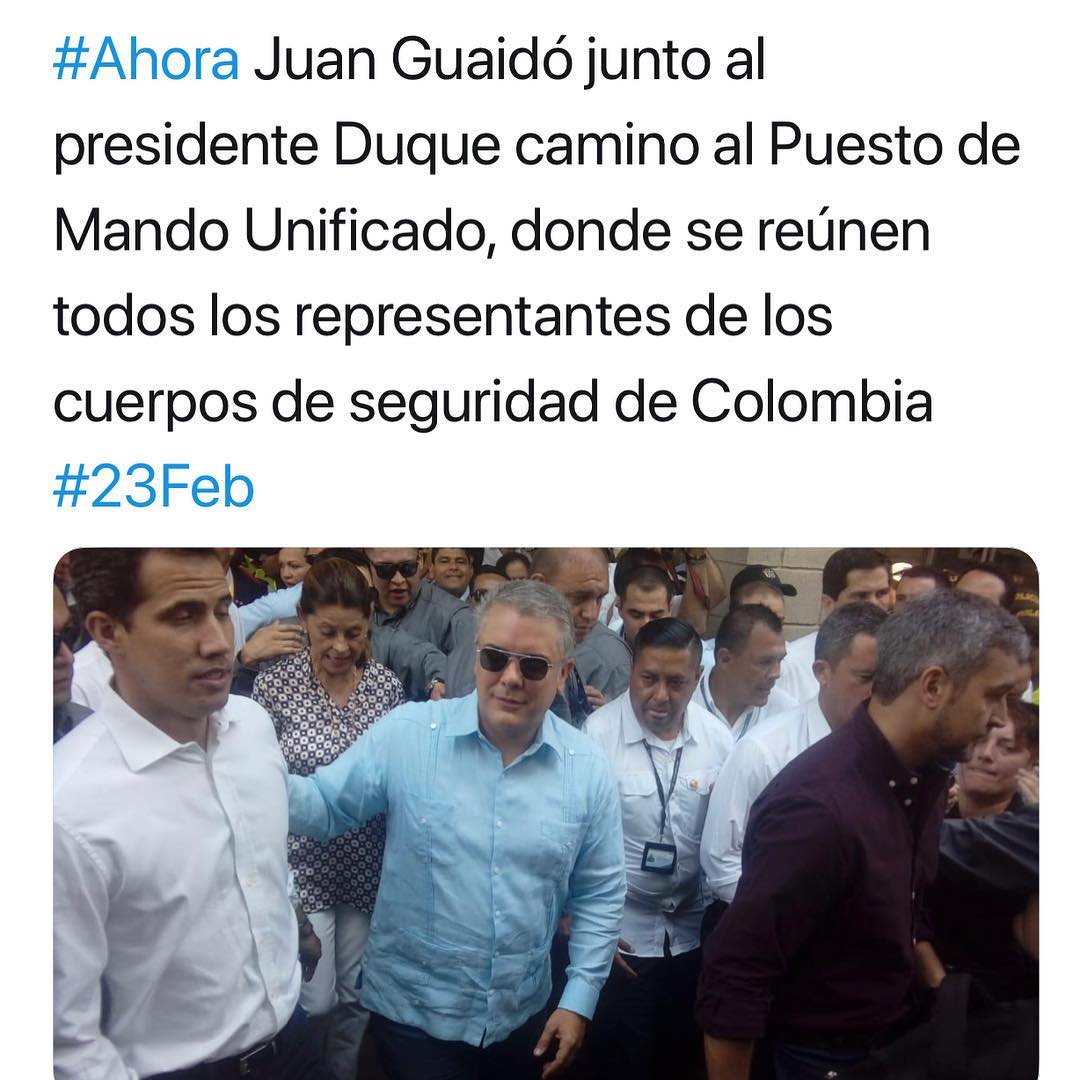 #Ahora Juan Guaidó junto al
presidente Duque camino al Puesto de
Mando Unificado, donde se reúnen
todos los representantes de los
cuerpos de seguridad de Colombia
#23Feb